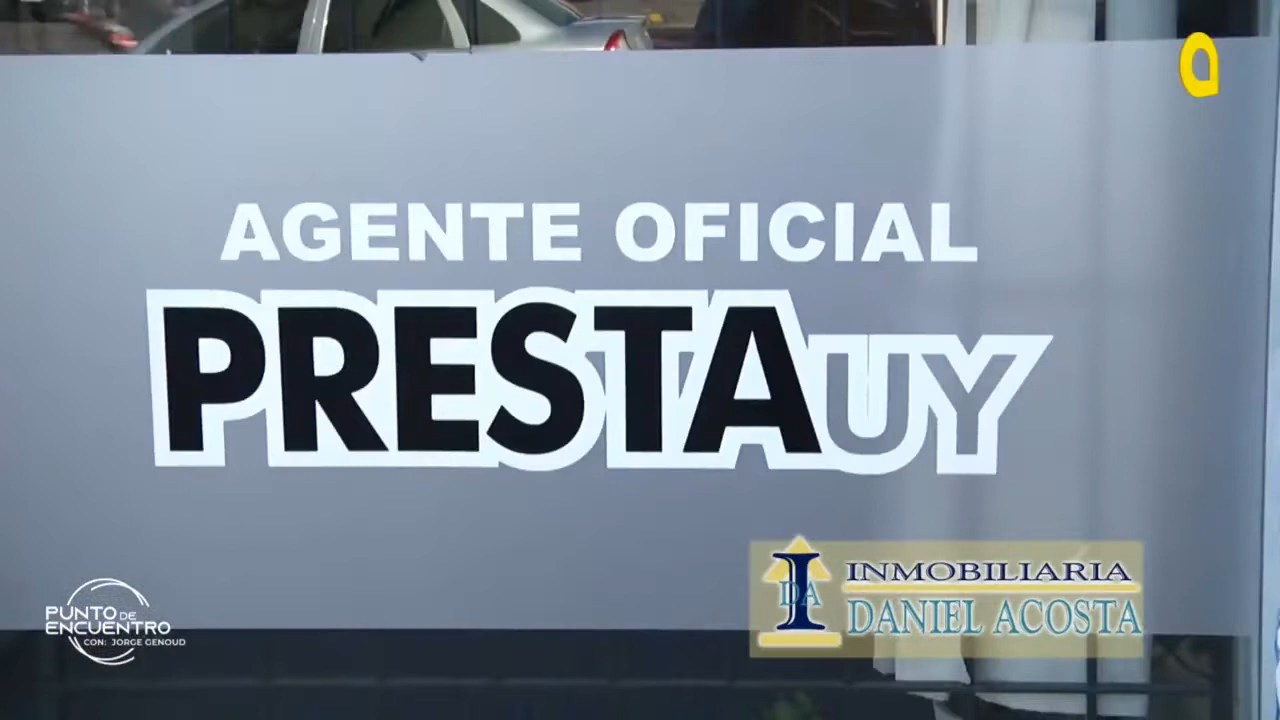 AGENTE OFICIAL
PRESTAUY
INMOBILIARIA
DANIEL ACOSTA
DA
PUNTO DE
ENCUENTRO
CON: JORGE GENOUD